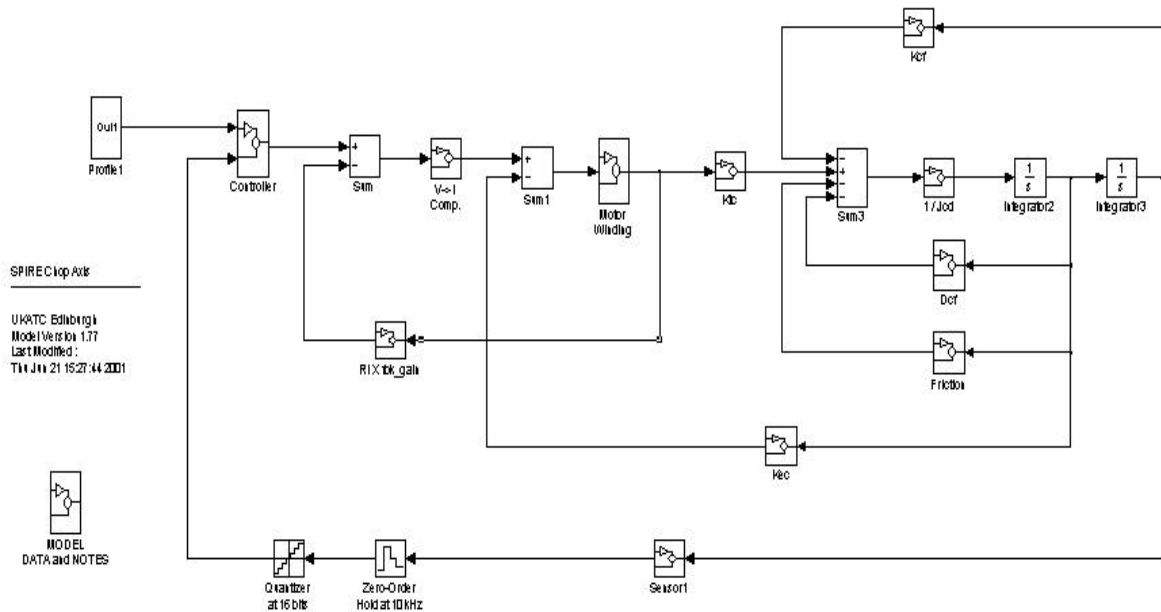 Kcf
Out1
Profile1
Controller
+
−
Sum
V->I
Comp.
+
−
Sum1
Motor
Winding
Ktc
−
+
−
−
Sum3
1/Jcd
1
s
Integrator2
1
s
Integrator3
Dcf
Friction
SPIRE Chop Axis
UKATC Edinburgh
Model Version 1.77
Last Modified :
Thu Jun 21 15:27:44 2001
Kec
MODEL
DATA and NOTES
Quantizer
at 16 bits
Zero-Order
Hold at 10kHz
Sensor1